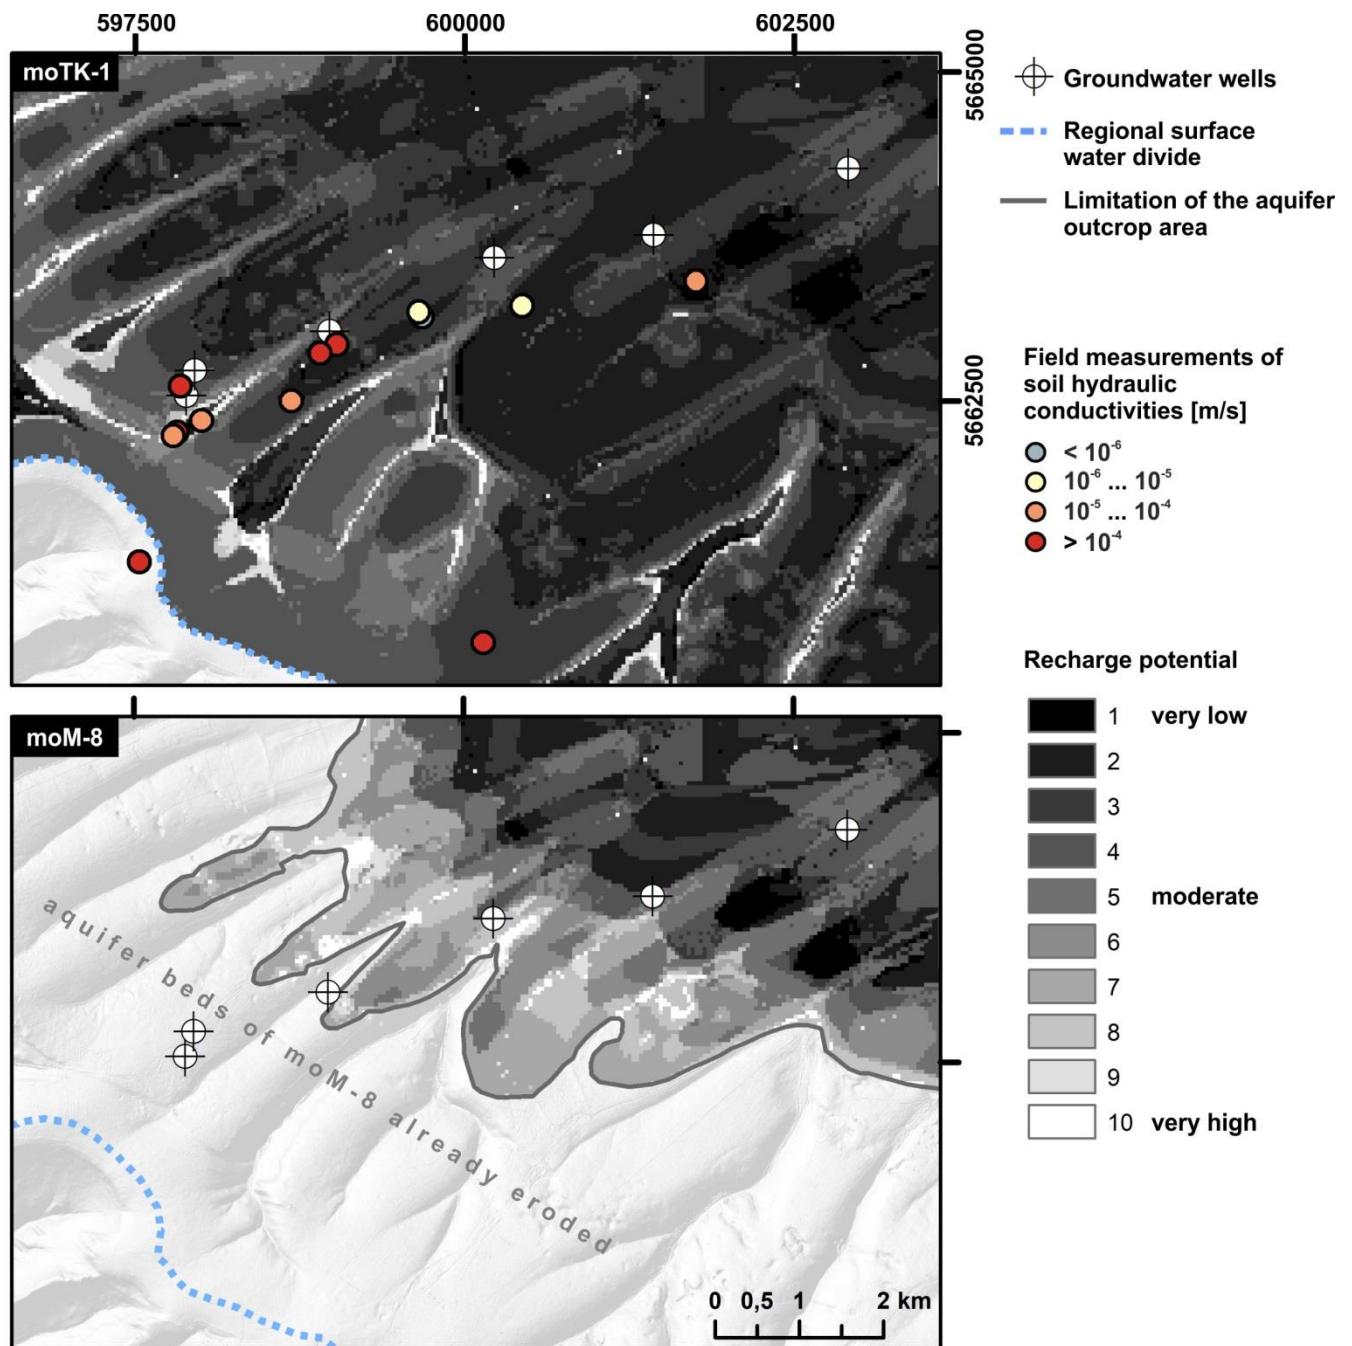 597500
600000
602500
moTK-1
5665000
5662500
Groundwater wells
Regional surface
water divide
Limitation of the aquifer
outcrop area
Field measurements of
soil hydraulic
conductivities [m/s]
< 10⁻⁶
10⁻⁶ ... 10⁻⁵
10⁻⁵ ... 10⁻⁴
> 10⁻⁴
Recharge potential
1 very low
2
3
4
5 moderate
6
7
8
9
10 very high
moM-8
aquifer beds of moM-8 already eroded
0 0,5 1 2 km